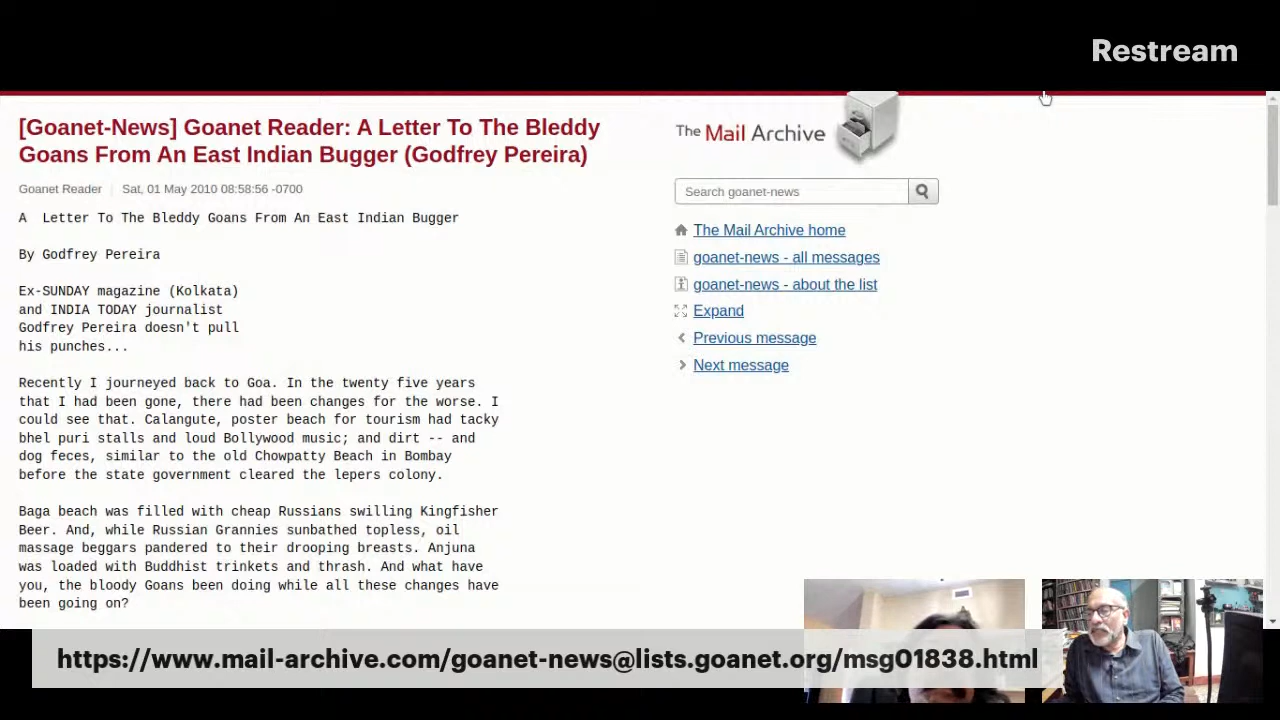 Restream
[Goanet-News] Goanet Reader: A Letter To The Bleddy
Goans From An East Indian Bugger (Godfrey Pereira)
Goanet Reader Sat, 01 May 2010 08:58:56 -0700
A  Letter To The Bleddy Goans From An East Indian Bugger
By Godfrey Pereira
Ex-SUNDAY magazine (Kolkata)
and INDIA TODAY journalist
Godfrey Pereira doesn't pull
his punches...
Recently I journeyed back to Goa. In the twenty five years
that I had been gone, there had been changes for the worse. I
could see that. Calangute, poster beach for tourism had tacky
bhel puri stalls and loud Bollywood music; and dirt -- and
dog feces, similar to the old Chowpatty Beach in Bombay
before the state government cleared the lepers colony.
Baga beach was filled with cheap Russians swilling Kingfisher
Beer. And, while Russian Grannies sunbathed topless, oil
massage beggars pandered to their drooping breasts. Anjuna
was loaded with Buddhist trinkets and thrash. And what have
you, the bloody Goans been doing while all these changes have
been going on?
The Mail Archive
Search goanet-news
The Mail Archive home
goanet-news - all messages
goanet-news - about the list
Expand
Previous message
Next message
https://www.mail-archive.com/goanet-news@lists.goanet.org/msg01838.html